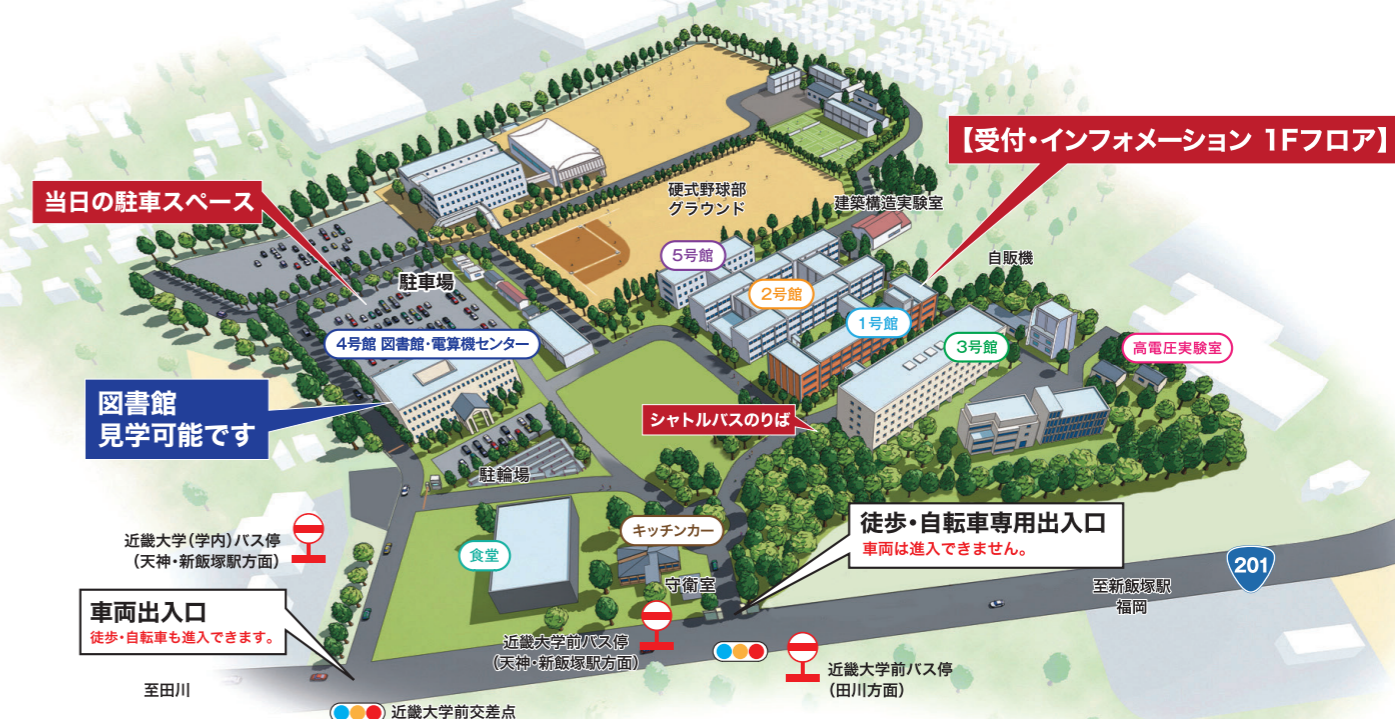 【受付・インフォメーション 1Fフロア】
当日の駐車スペース
硬式野球部
グラウンド
建築構造実験室
5号館
自販機
駐車場
2号館
1号館
4号館 図書館・電算機センター
3号館
高電圧実験室
図書館
見学可能です
シャトルバスのりば
駐輪場
徒歩・自転車専用出入口
車両は進入できません。
キッチンカー
近畿大学(学内)バス停
(天神・新飯塚駅方面)
食堂
201
守衛室
至新飯塚駅
福岡
車両出入口
徒歩・自転車も進入できます。
近畿大学前バス停
(天神・新飯塚駅方面)
近畿大学前バス停
(田川方面)
至田川
近畿大学前交差点